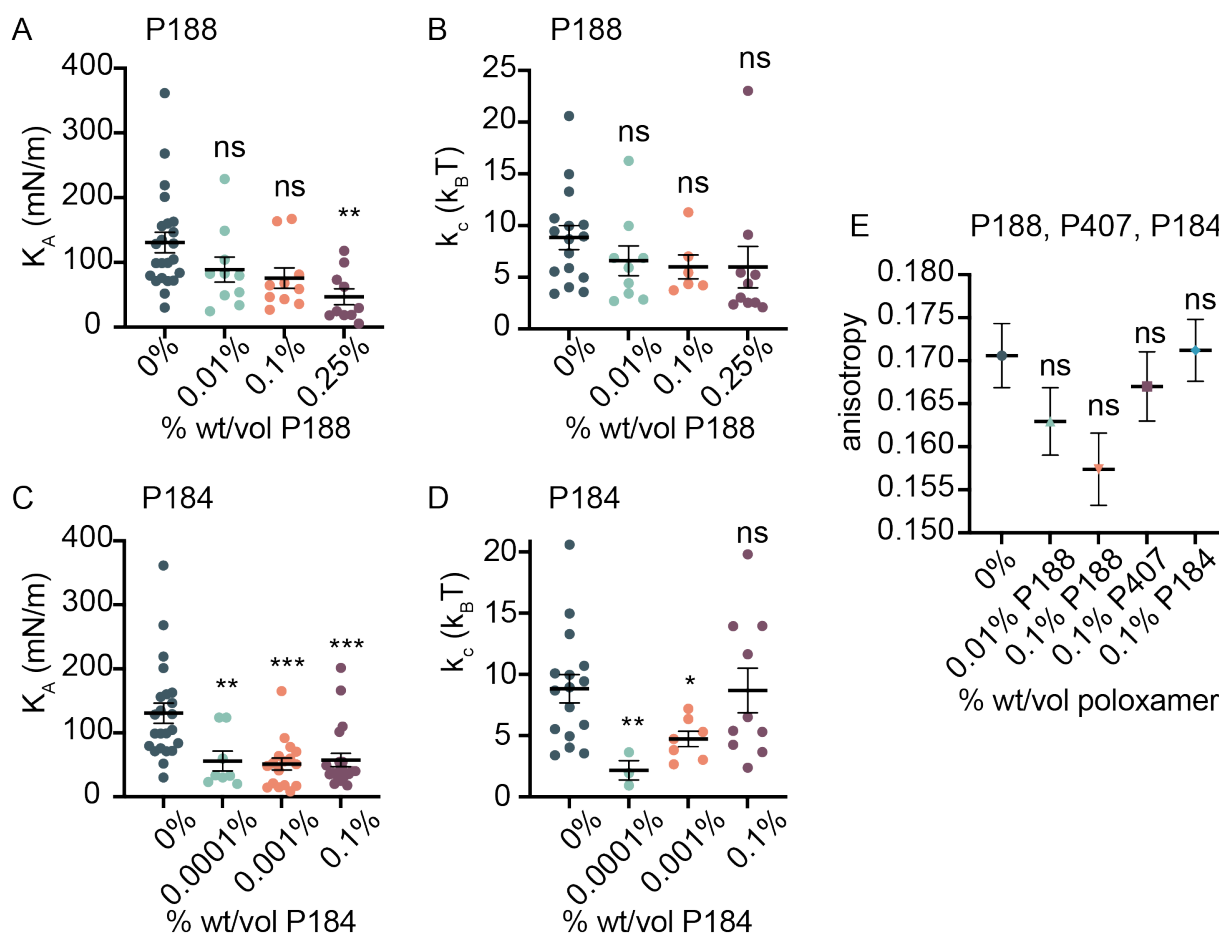 A
P188
400
300
200
100
0
K_A (mN/m)
ns
ns
**
0%
0.01%
0.1%
0.25%
% wt/vol P188
B
P188
25
20
15
10
5
0
k_c (k_BT)
ns
ns
ns
0%
0.01%
0.1%
0.25%
% wt/vol P188
C
P184
400
300
200
100
0
K_A (mN/m)
**
***
***
0%
0.0001%
0.001%
0.1%
% wt/vol P184
D
P184
20
15
10
5
0
k_c (k_BT)
**
*
ns
0%
0.0001%
0.001%
0.1%
% wt/vol P184
E
P188, P407, P184
0.180
0.175
0.170
0.165
0.160
0.155
0.150
anisotropy
ns
ns
ns
ns
0%
0.01% P188
0.1% P188
0.1% P407
0.1% P184
% wt/vol poloxamer